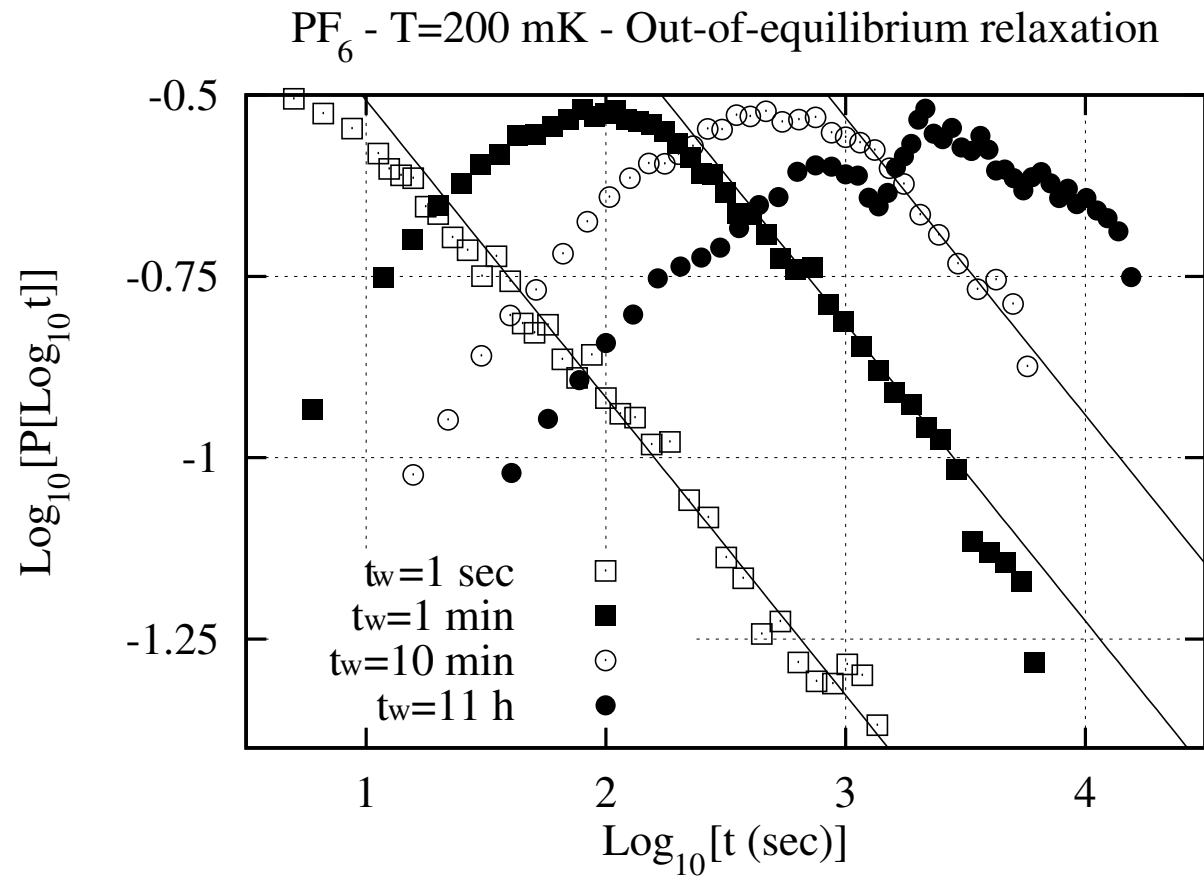 PF6 - T=200 mK - Out-of-equilibrium relaxation
-0.5
-0.75
-1
-1.25
Log10[P[Log10t]]
tw=1 sec
tw=1 min
tw=10 min
tw=11 h
1 2 3 4
Log10[t (sec)]